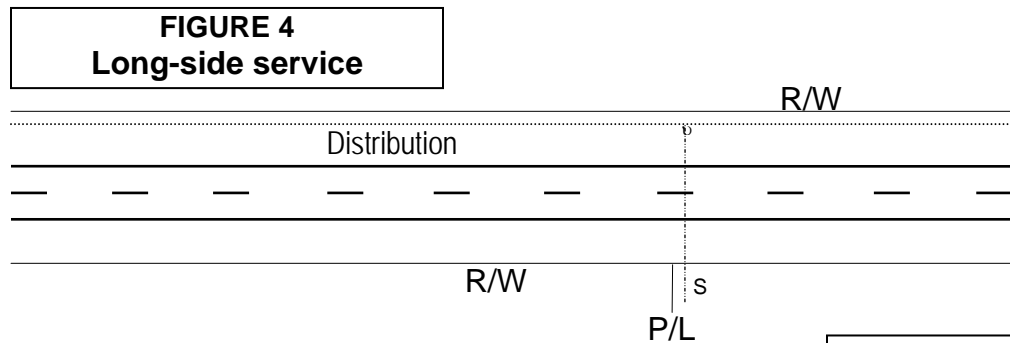 FIGURE 4
Long-side service
R/W
Distribution
R/W
S
P/L